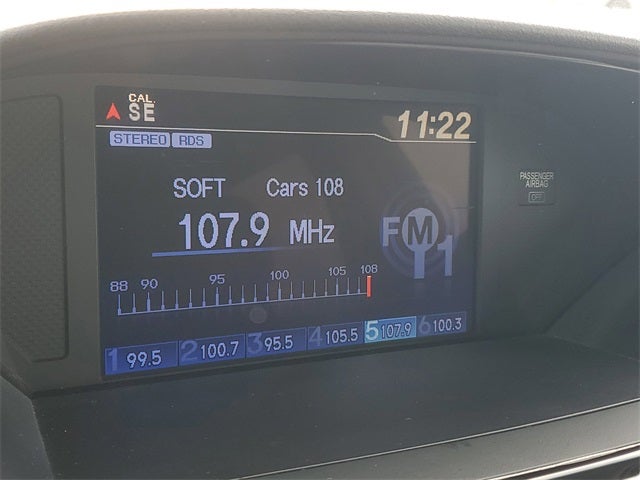 CAL.
SE
11:22
STEREO RDS
SOFT Cars 108
107.9 MHz
FM1
88 90 95 100 105 108
1 99.5 2 100.7 3 95.5 4 105.5 5 107.9 6 100.3
PASSENGER
AIRBAG
OFF